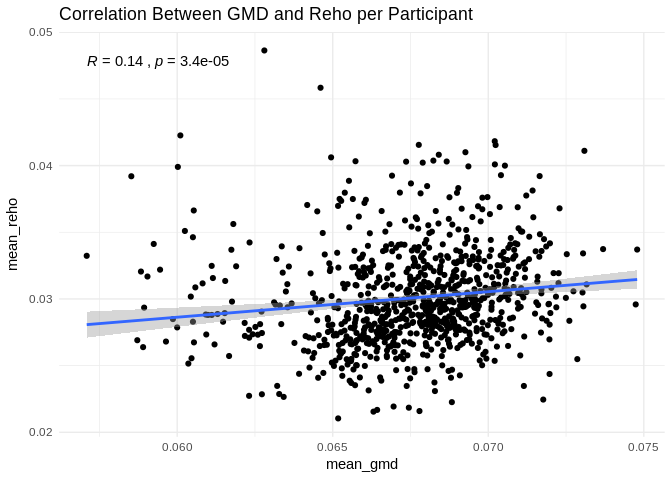 Correlation Between GMD and Reho per Participant
R = 0.14 , p = 3.4e-05
0.05
0.04
0.03
0.02
mean_reho
0.060 0.065 0.070 0.075
mean_gmd